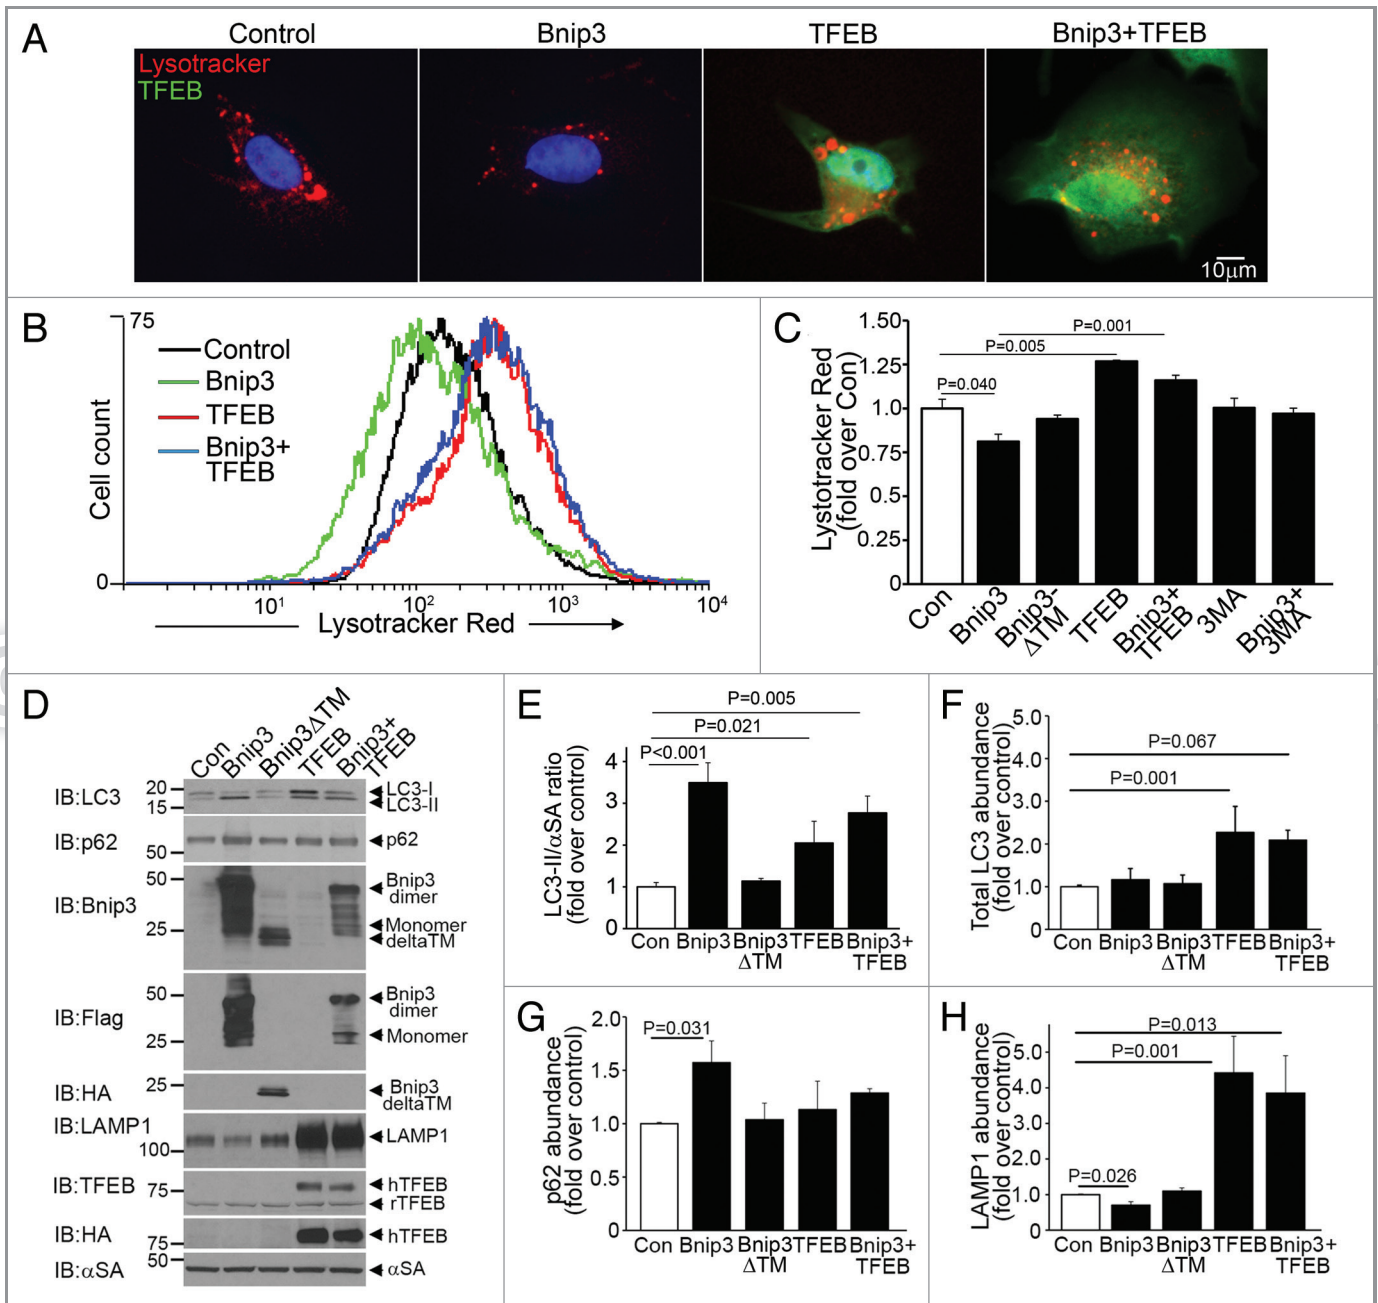 A
Control
Bnip3
TFEB
Bnip3+TFEB
Lysotracker
TFEB
10μm
B
75
Cell count
0
Control
Bnip3
TFEB
Bnip3+
TFEB
10¹
10²
10³
10⁴
Lysotracker Red
C
Lystotracker Red
(fold over Con)
1.50
1.25
1.0
0.75
0.5
0.25
0
P=0.001
P=0.005
P=0.040
Con
Bnip3
Bnip3-
ΔTM
TFEB
Bnip3+
TFEB
3MA
Bnip3+
3MA
D
Con
Bnip3
Bnip3ΔTM
TFEB
Bnip3+
TFEB
IB:LC3
20
15
LC3-I
LC3-II
IB:p62
50
p62
IB:Bnip3
50
25
Bnip3
dimer
Monomer
deltaTM
IB:Flag
50
25
Bnip3
dimer
Monomer
IB:HA
25
Bnip3
deltaTM
IB:LAMP1
100
LAMP1
IB:TFEB
75
hTFEB
rTFEB
IB:HA
75
hTFEB
IB:αSA
50
αSA
E
LC3-II/αSA ratio
(fold over control)
4
3
2
1
0
P=0.005
P=0.021
P<0.001
Con
Bnip3
Bnip3
ΔTM
TFEB
Bnip3+
TFEB
F
Total LC3 abundance
(fold over control)
5.0
4.0
3.0
2.0
1.0
0
P=0.067
P=0.001
Con
Bnip3
Bnip3
ΔTM
TFEB
Bnip3+
TFEB
G
p62 abundance
(fold over control)
2.0
1.5
1.0
0.5
0
P=0.031
Con
Bnip3
Bnip3
ΔTM
TFEB
Bnip3+
TFEB
H
LAMP1 abundance
(fold over control)
5.0
4.0
3.0
2.0
1.0
0
P=0.013
P=0.001
P=0.026
Con
Bnip3
Bnip3
ΔTM
TFEB
Bnip3+
TFEB